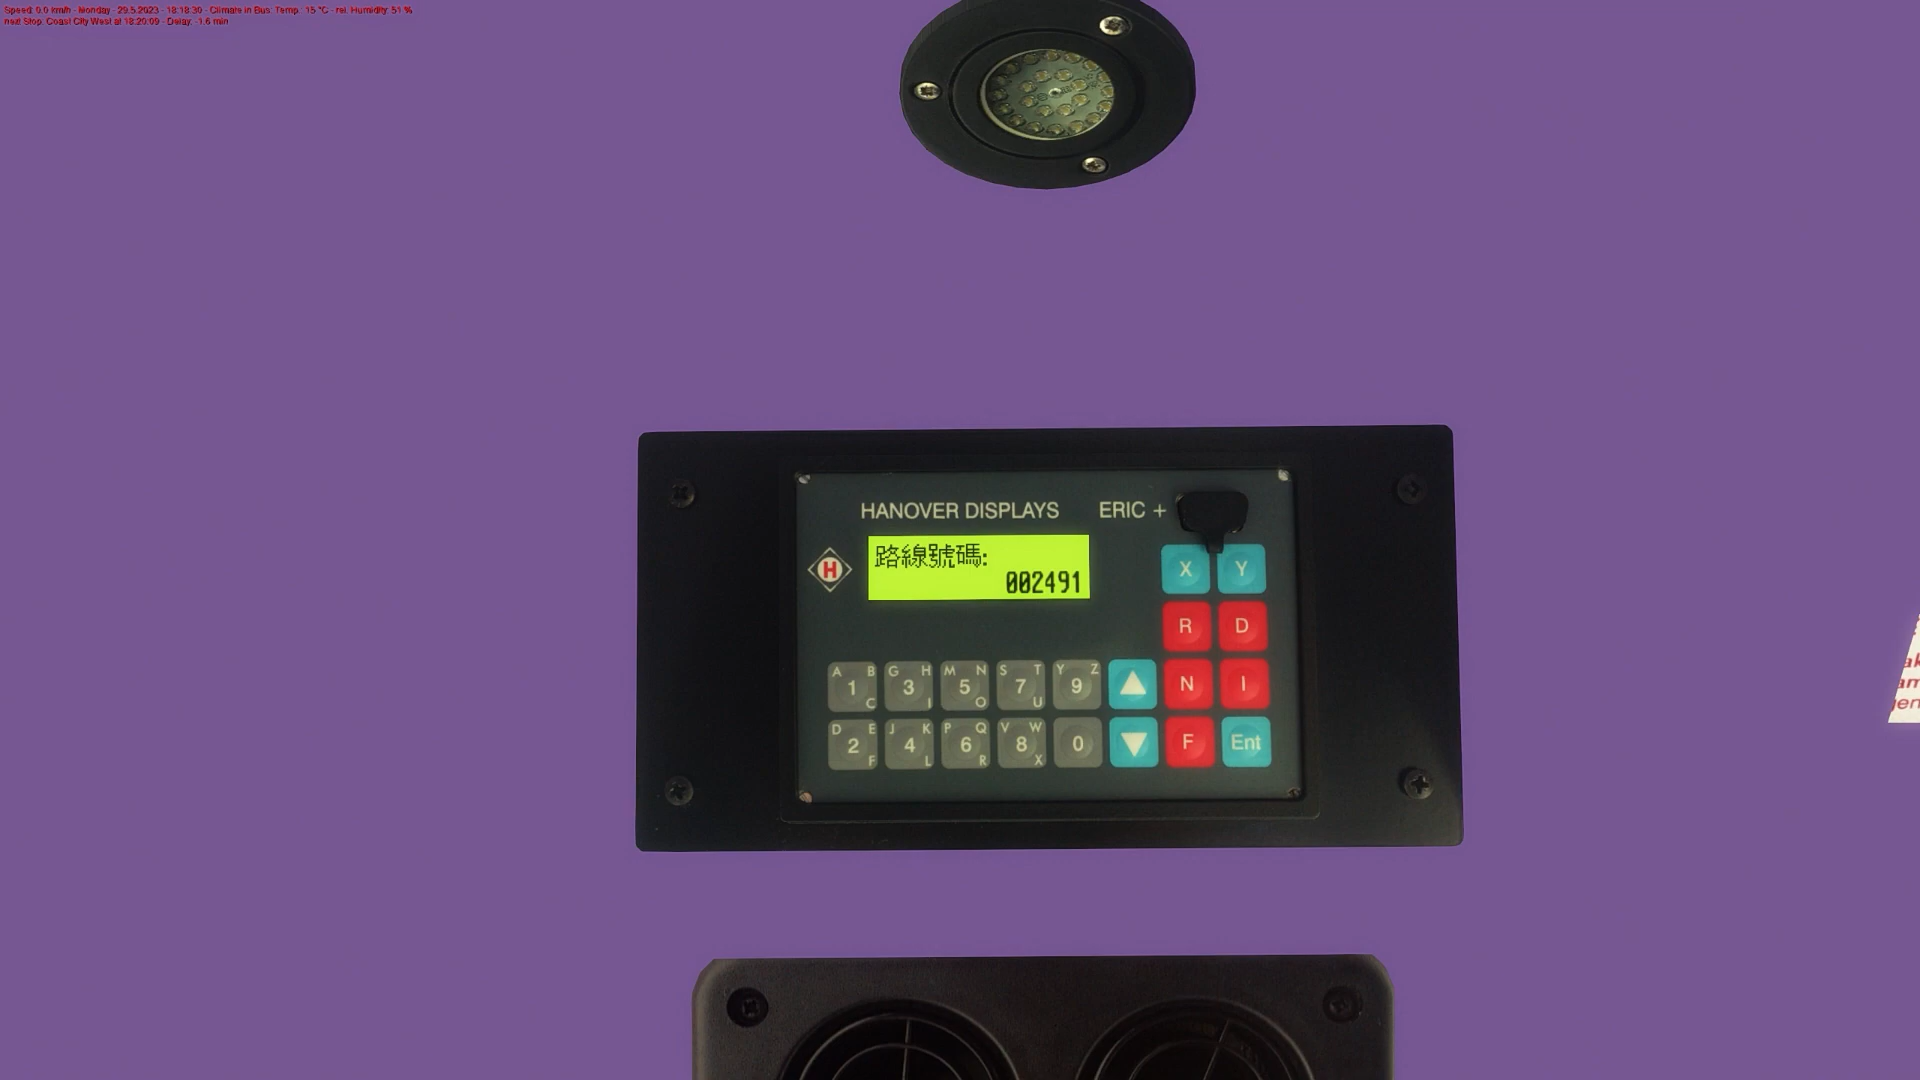 Speed: 0.0 km/h - Monday - 29.5.2023 - 18:18:30 - Climate in Bus: Temp.: 15 °C - rel. Humidity: 51 %
next Stop: Coast City West at 18:20:09 - Delay: -1.6 min
HANOVER DISPLAYS ERIC +
H
路線號碼:
002491
X Y
R D
A B 1 C G H 3 I M N 5 O S T 7 U Y Z 9 N I
D E 2 F J K 4 L P Q 6 R V W 8 X 0 F Ent